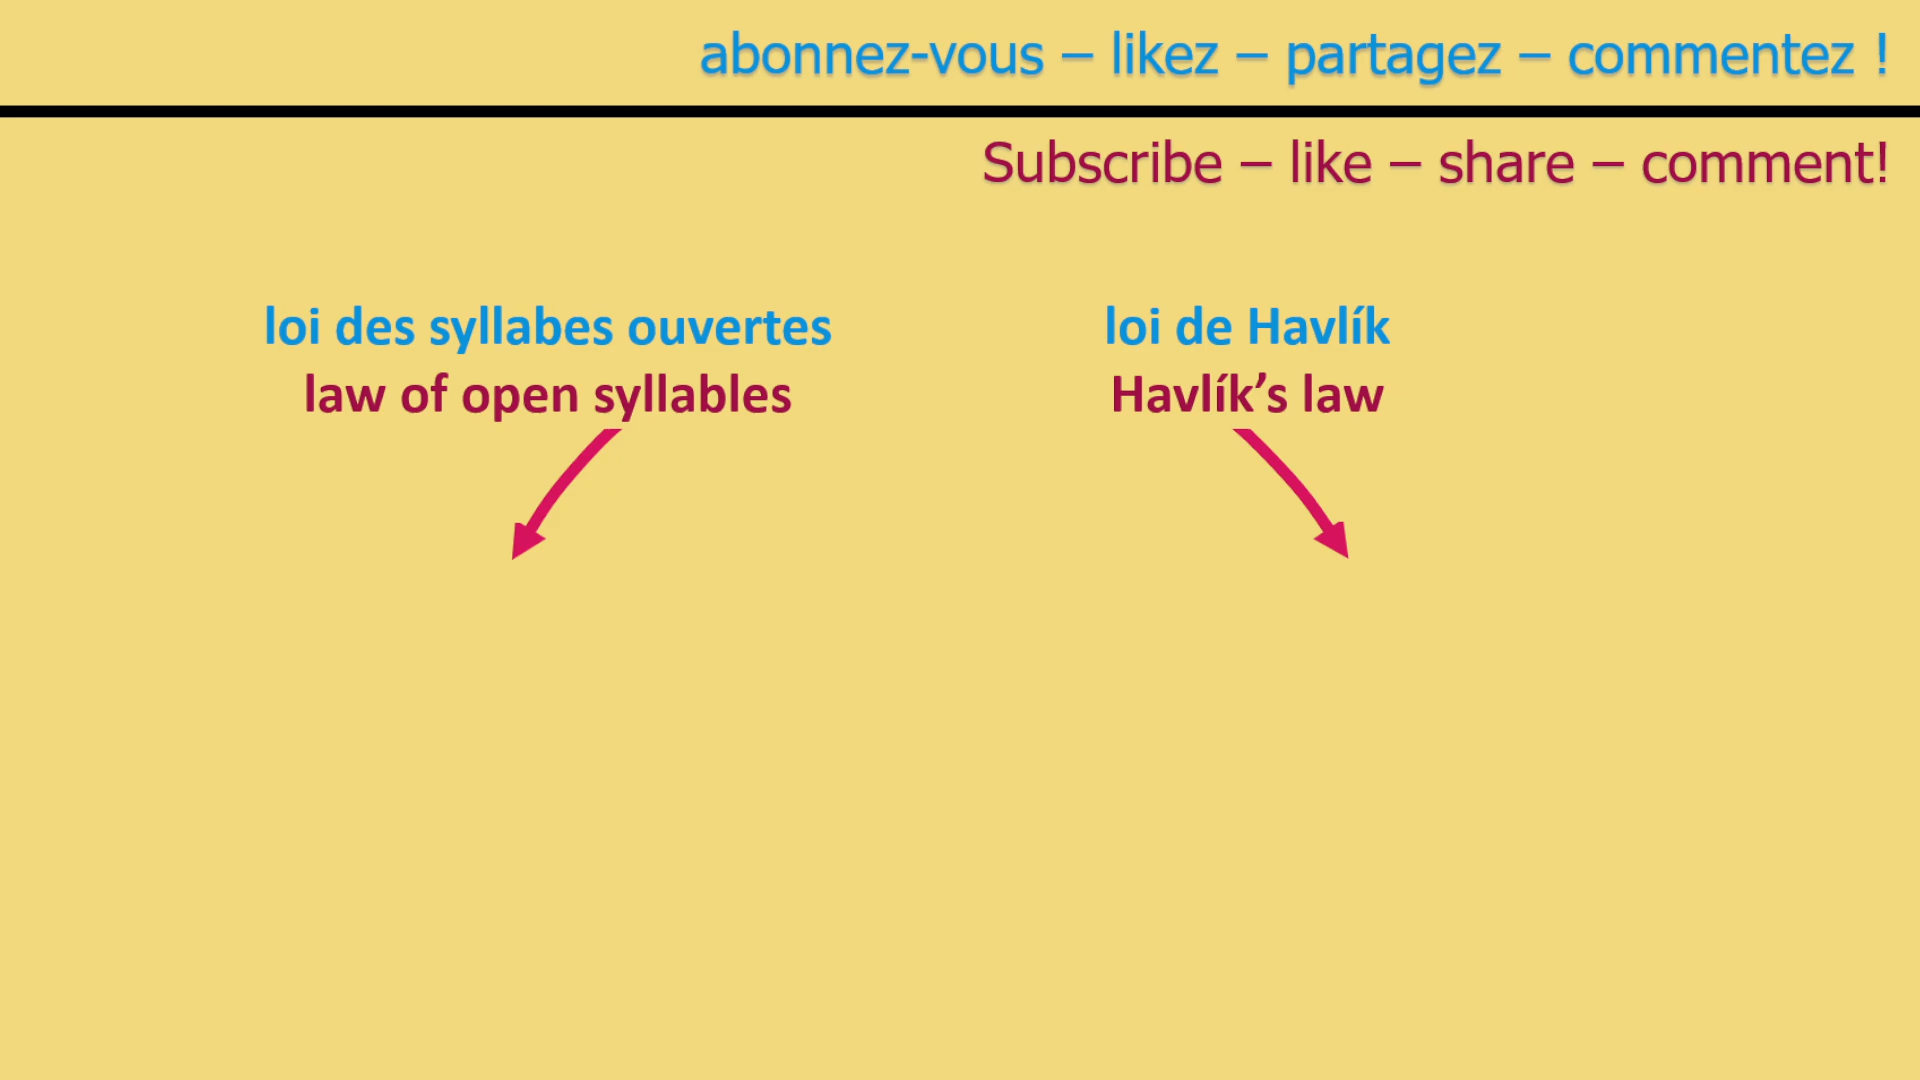 abonnez-vous – likez – partagez – commentez !
Subscribe – like – share – comment!
loi des syllabes ouvertes
law of open syllables
loi de Havlík
Havlík’s law